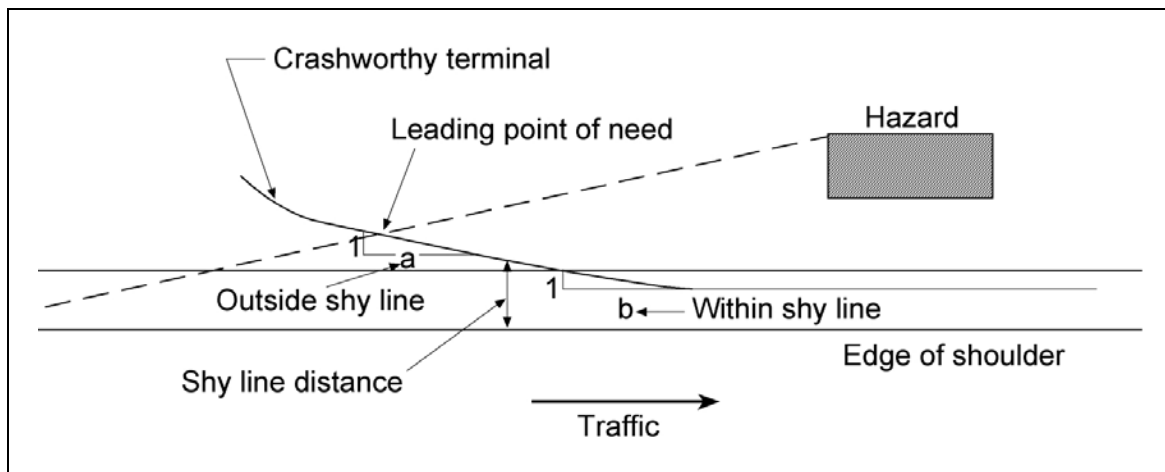 Crashworthy terminal
Leading point of need
Hazard
1
a
Outside shy line
1
b
Within shy line
Edge of shoulder
Shy line distance
Traffic